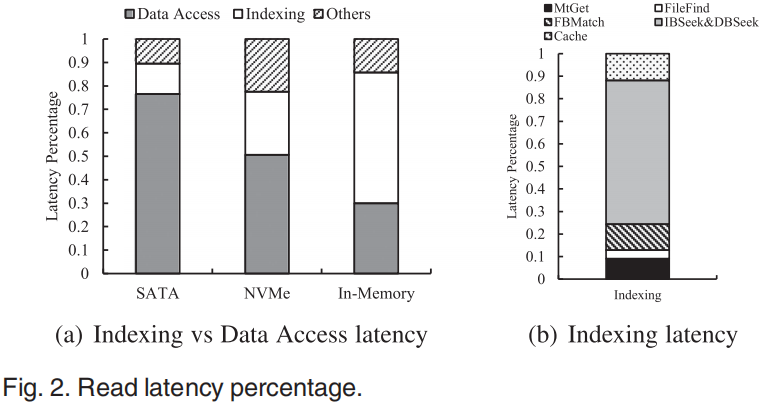 Data Access Indexing Others
Latency Percentage
1
0.9
0.8
0.7
0.6
0.5
0.4
0.3
0.2
0.1
0
SATA NVMe In-Memory
(a) Indexing vs Data Access latency
MtGet FileFind
FBMatch IBSeek&DBSeek
Cache
Latency Percentage
1
0.9
0.8
0.7
0.6
0.5
0.4
0.3
0.2
0.1
0
Indexing
(b) Indexing latency
Fig. 2. Read latency percentage.